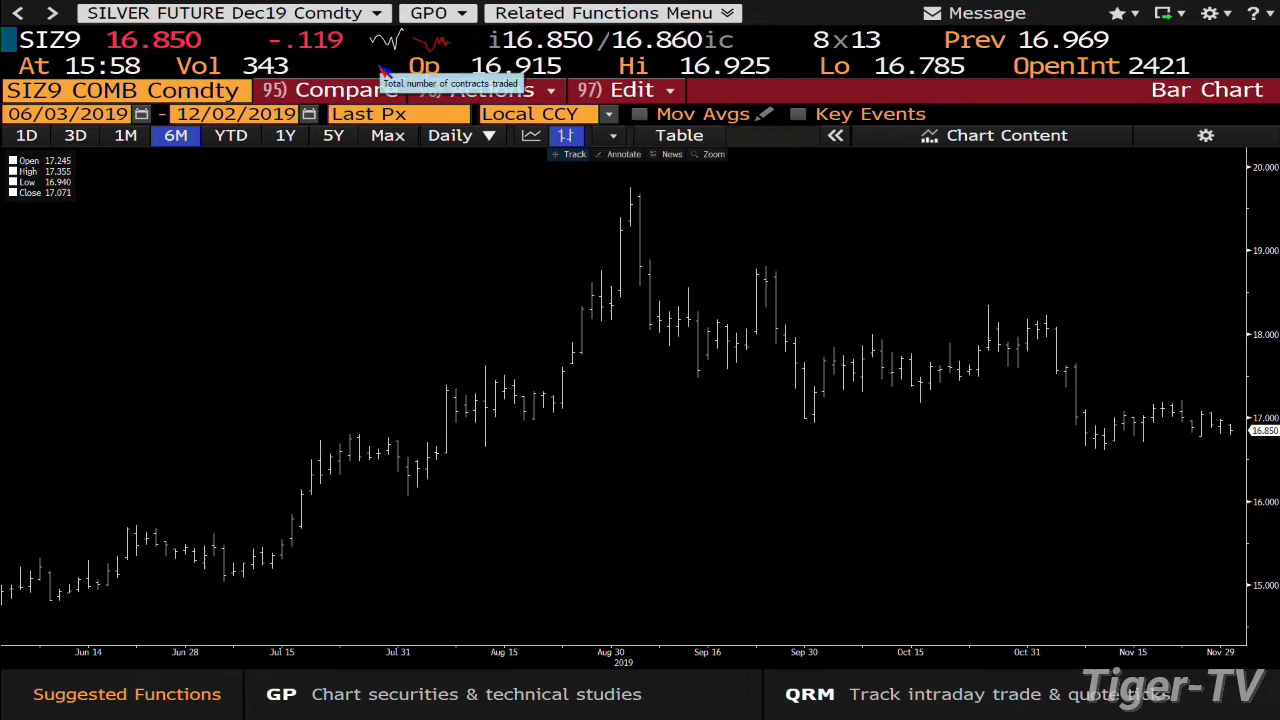 SILVER FUTURE Dec19 Comdty GPO Related Functions Menu Message
SIZ9 16.850 -.119 i16.850 /16.860ic 8x13 Prev 16.969
At 15:58 Vol 343 Op 16.915 Hi 16.925 Lo 16.785 OpenInt 2421
Total number of contracts traded
SIZ9 COMB Comdty 95) Compare Actions 97) Edit Bar Chart
06/03/2019 - 12/02/2019 Last Px Local CCY Mov Avgs Key Events
1D 3D 1M 6M YTD 1Y 5Y Max Daily ▼ Table Chart Content
Track Annotate News Zoom
Open 17.245
High 17.355
Low 16.940
Close 17.071
20.000
19.000
18.000
17.000
16.850
16.000
15.000
Jun 14 Jun 28 Jul 15 Jul 31 Aug 15 Aug 30 Sep 16 Sep 30 Oct 15 Oct 31 Nov 15 Nov 29
2019
Suggested Functions GP Chart securities & technical studies QRM Track intraday trade & quote ticks
Tiger-TV